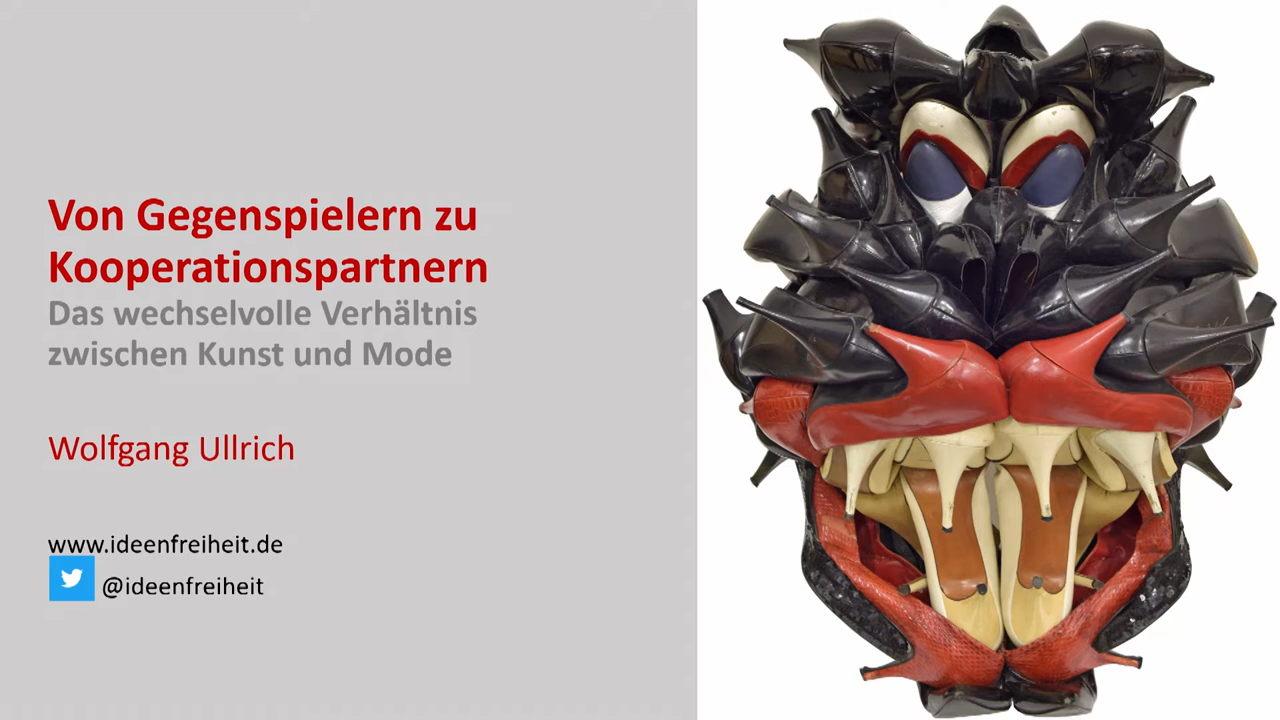 Von Gegenspielern zu
Kooperationspartnern
Das wechselvolle Verhältnis
zwischen Kunst und Mode
Wolfgang Ullrich
www.ideenfreiheit.de
@ideenfreiheit